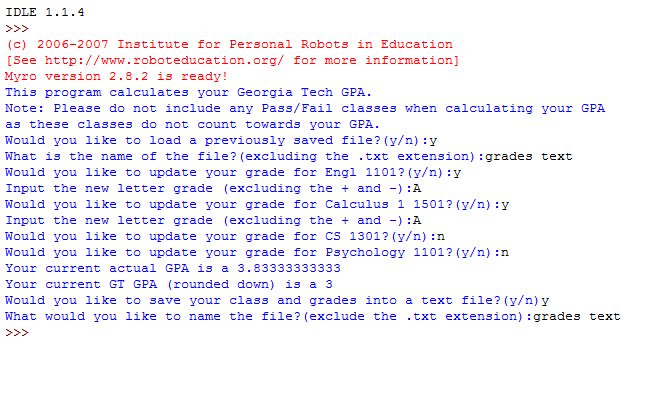 IDLE 1.1.4
>>>
(c) 2006-2007 Institute for Personal Robots in Education
[See http://www.roboteducation.org/ for more information]
Myro version 2.8.2 is ready!
This program calculates your Georgia Tech GPA.
Note: Please do not include any Pass/Fail classes when calculating your GPA
as these classes do not count towards your GPA.
Would you like to load a previously saved file?(y/n):y
What is the name of the file?(excluding the .txt extension):grades text
Would you like to update your grade for Engl 1101?(y/n):y
Input the new letter grade (excluding the + and -):A
Would you like to update your grade for Calculus 1 1501?(y/n):y
Input the new letter grade (excluding the + and -):A
Would you like to update your grade for CS 1301?(y/n):n
Would you like to update your grade for Psychology 1101?(y/n):n
Your current actual GPA is a 3.83333333333
Your current GT GPA (rounded down) is a 3
Would you like to save your class and grades into a text file?(y/n)y
What would you like to name the file?(exclude the .txt extension):grades text
>>>